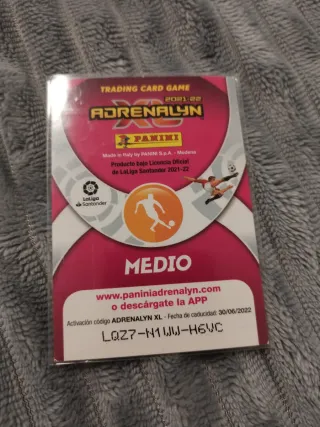 TRADING CARD GAME
2021-22
ADRENALYN
XL
PANINI
Made in Italy by PANINI S.p.A. - Modena
Producto bajo Licencia Oficial
de LaLiga Santander 2021-22
LaLiga
Santander
MEDIO
www.paniniadrenalyn.com
o descárgate la APP
Activación código ADRENALYN XL - Fecha de caducidad: 30/06/2022
LQZ7-N1WW-H6VC